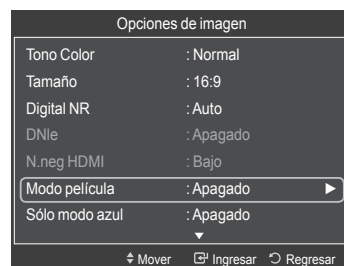 Opciones de imagen
Tono Color : Normal
Tamaño : 16:9
Digital NR : Auto
DNIe : Apagado
N.neg HDMI : Bajo
Modo película : Apagado
Sólo modo azul : Apagado
Mover Ingresar Regresar